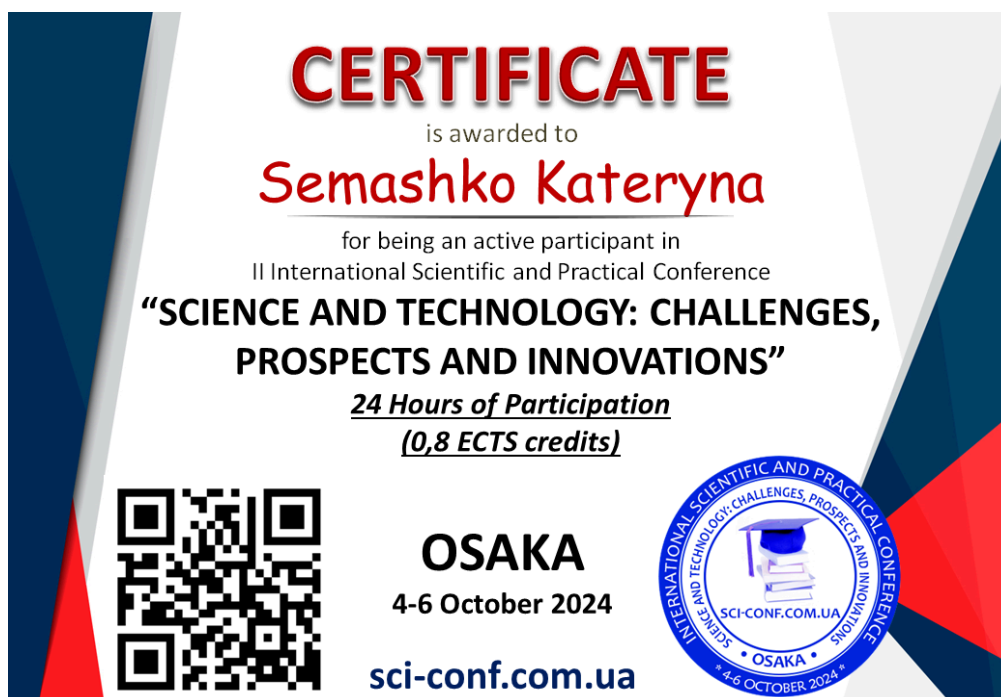 CERTIFICATE
is awarded to
Semashko Kateryna
for being an active participant in
II International Scientific and Practical Conference
“SCIENCE AND TECHNOLOGY: CHALLENGES,
PROSPECTS AND INNOVATIONS”
24 Hours of Participation
(0,8 ECTS credits)
OSAKA
4-6 October 2024
sci-conf.com.ua
INTERNATIONAL SCIENTIFIC AND PRACTICAL CONFERENCE
SCIENCE AND TECHNOLOGY: CHALLENGES, PROSPECTS AND INNOVATIONS
SCI-CONF.COM.UA
• OSAKA •
* 4-6 OCTOBER 2024 *